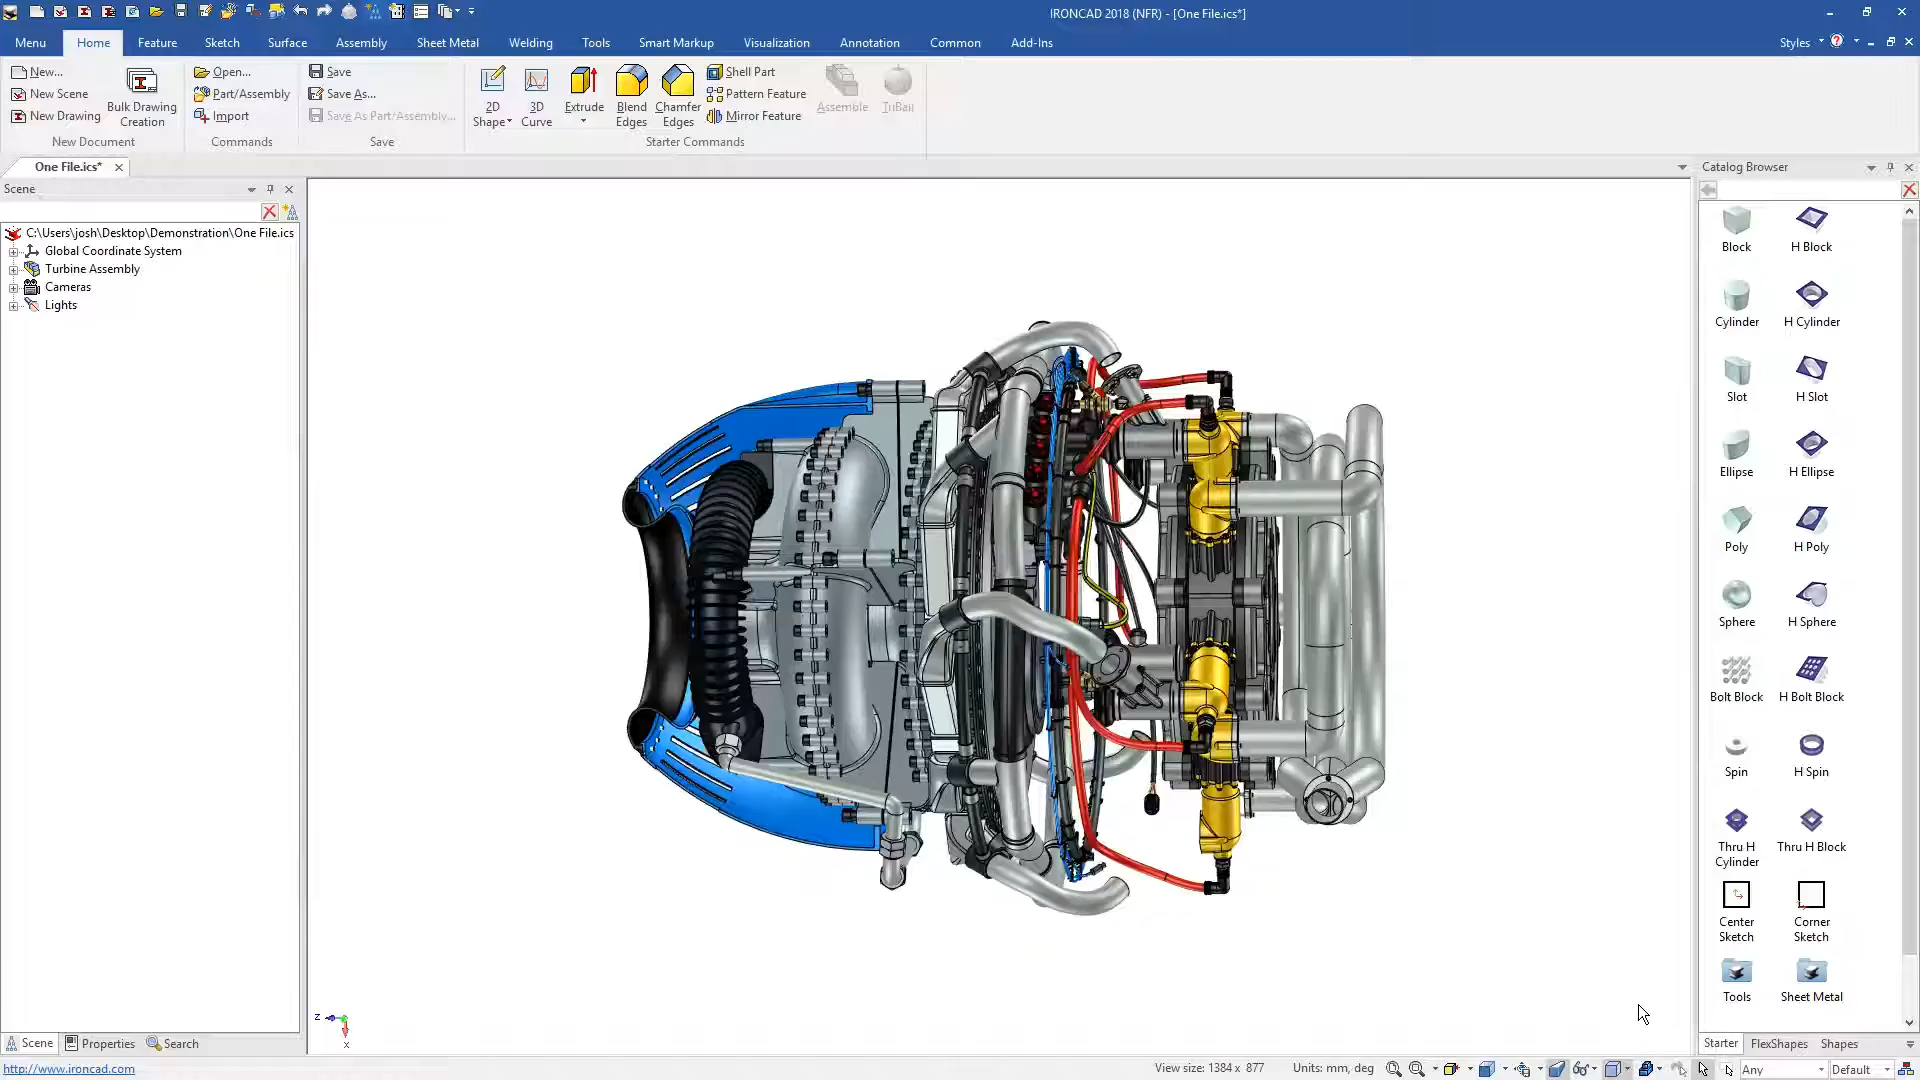 IRONCAD 2018 (NFR) - [One File.ics*]
Menu Home Feature Sketch Surface Assembly Sheet Metal Welding Tools Smart Markup Visualization Annotation Common Add-Ins Styles
New...
New Scene
New Drawing
Bulk Drawing
Creation
New Document
Open...
Part/Assembly
Import
Commands
Save
Save As...
Save As Part/Assembly...
Save
2D
Shape
3D
Curve
Extrude
Blend
Edges
Chamfer
Edges
Shell Part
Pattern Feature
Mirror Feature
Assemble
TriBall
Starter Commands
One File.ics*
Scene
C:\Users\josh\Desktop\Demonstration\One File.ics
Global Coordinate System
Turbine Assembly
Cameras
Lights
Z
X
Catalog Browser
Block H Block
Cylinder H Cylinder
Slot H Slot
Ellipse H Ellipse
Poly H Poly
Sphere H Sphere
Bolt Block H Bolt Block
Spin H Spin
Thru H
Cylinder
Thru H Block
Center
Sketch
Corner
Sketch
Tools Sheet Metal
Scene Properties Search
Starter FlexShapes Shapes
http://www.ironcad.com
View size: 1384 x 877 Units: mm, deg Any Default